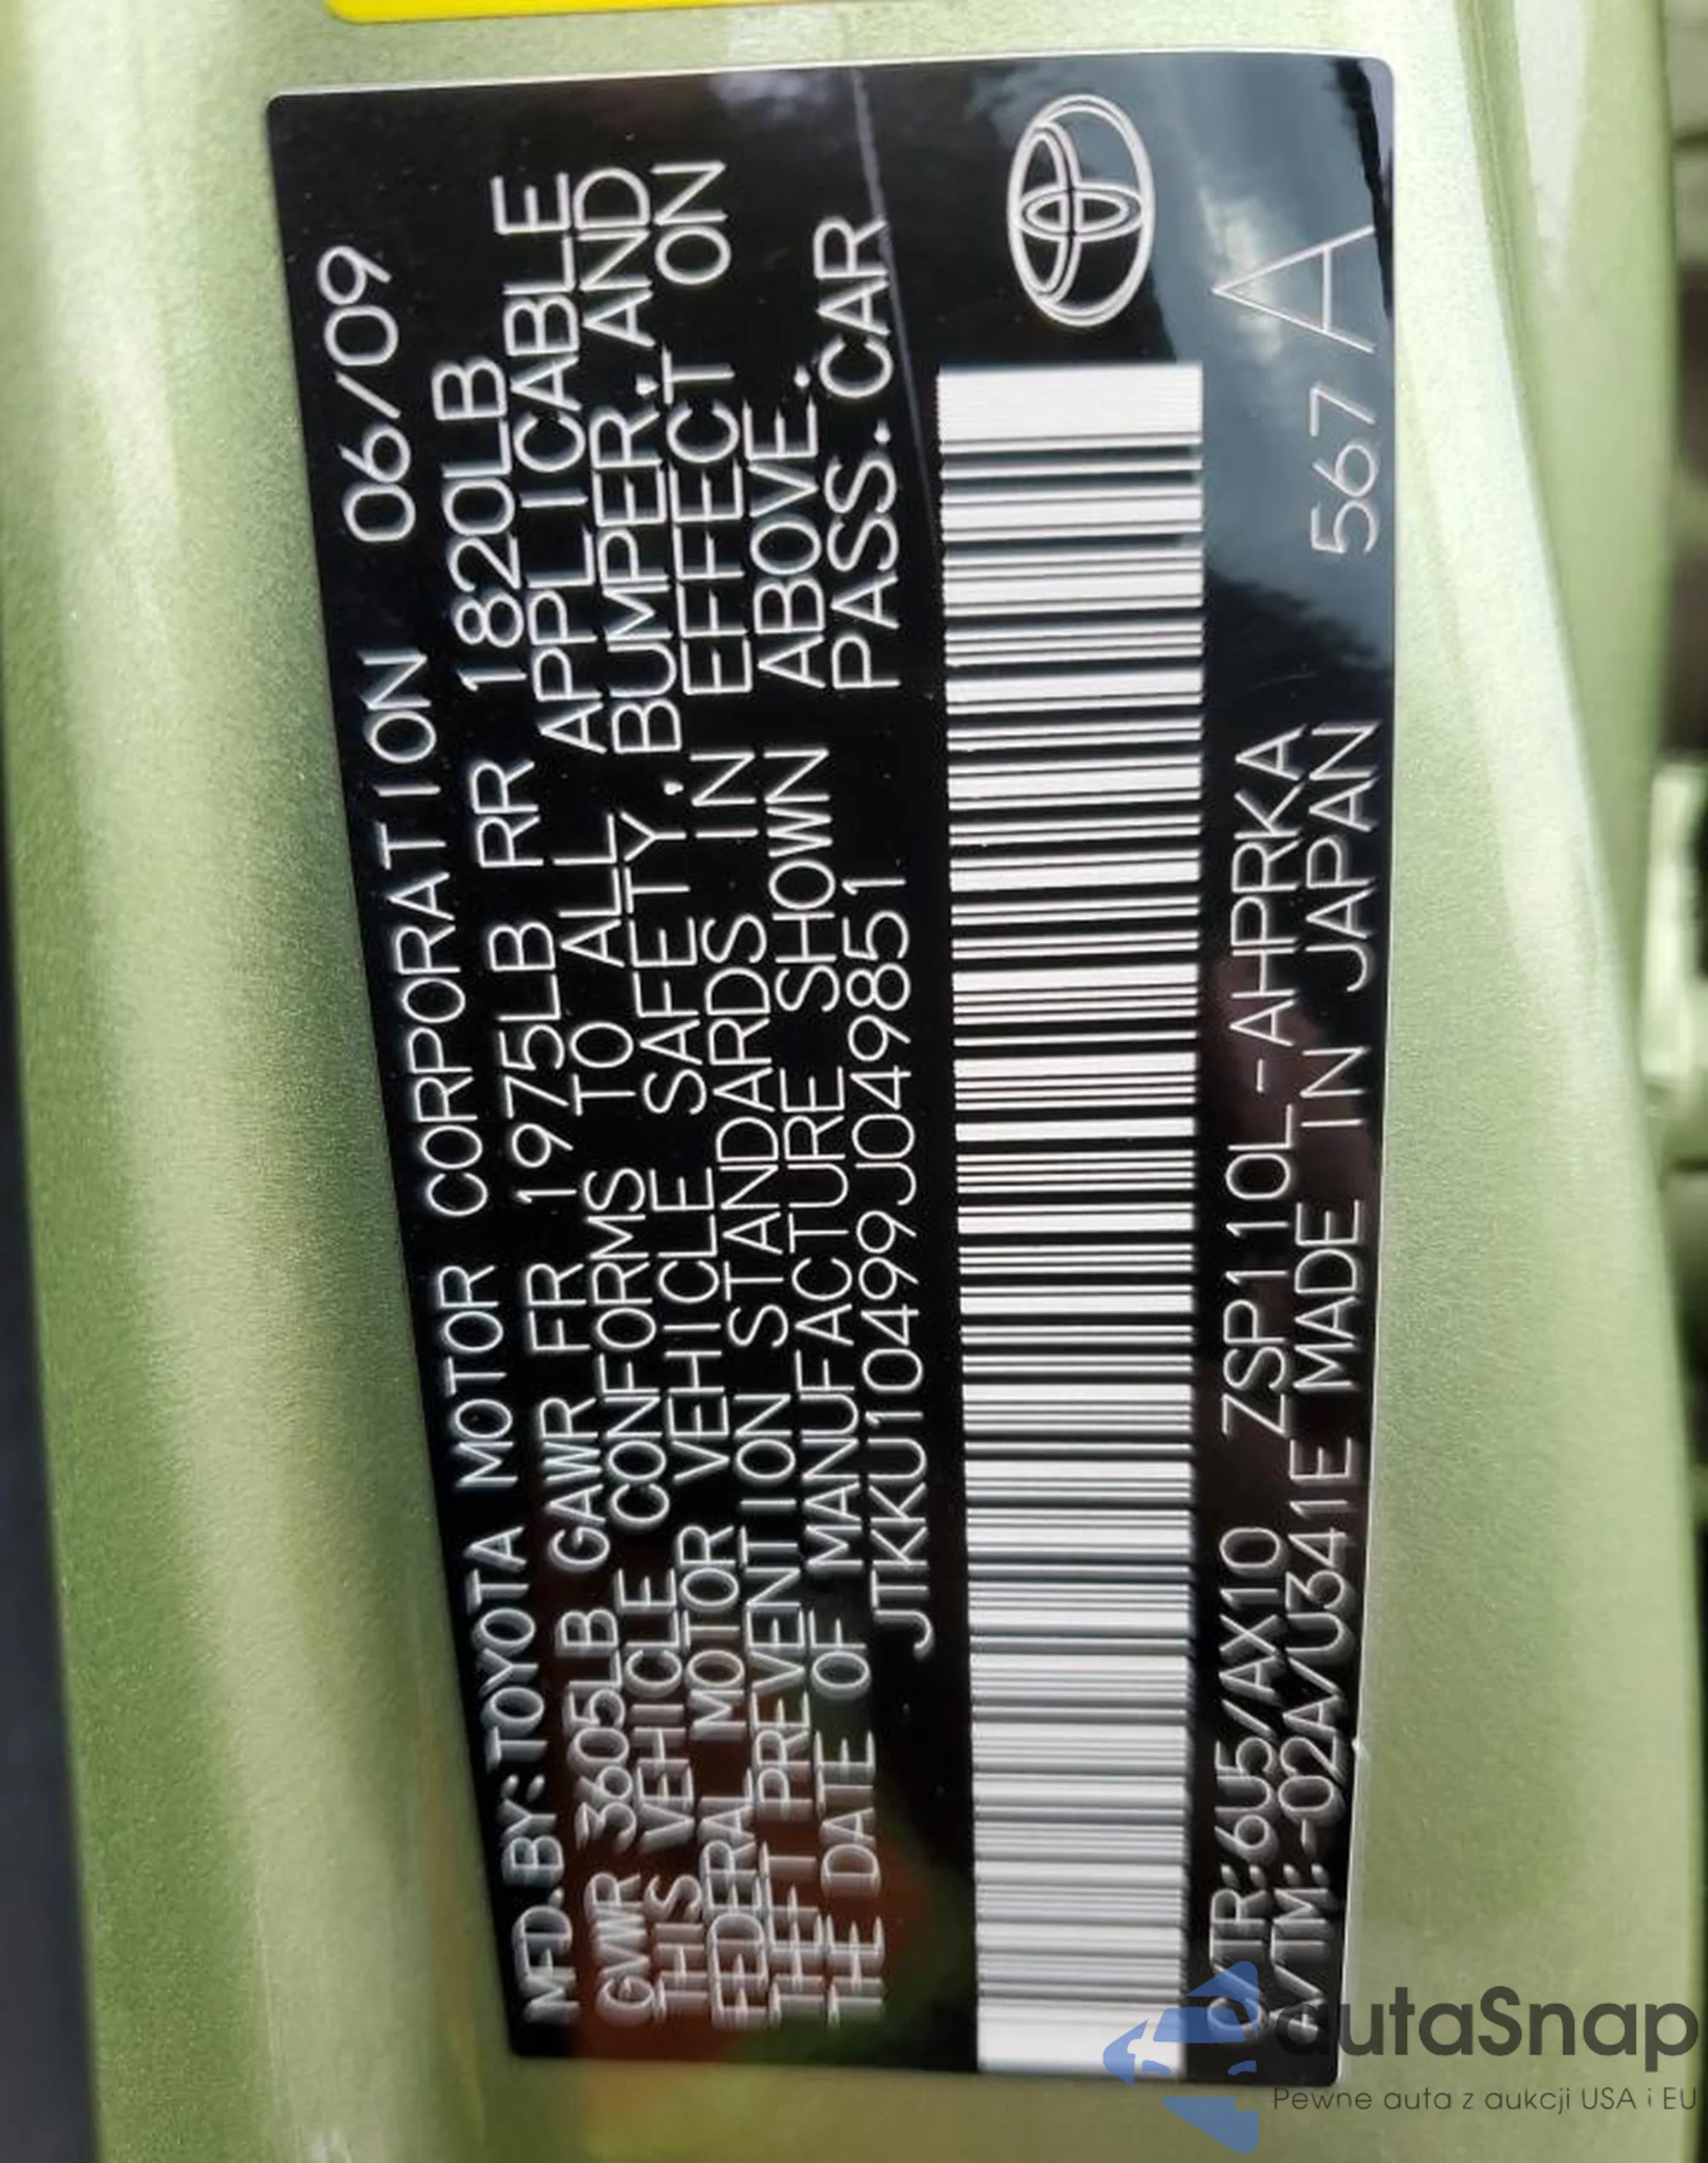 MFD.BY:TOYOTA MOTOR CORPORATION 06/09
GVWR 3605LB GAWR FR 1975LB RR 1820LB
THIS VEHICLE CONFORMS TO ALL APPLICABLE
FEDERAL MOTOR VEHICLE SAFETY, BUMPER, AND
THEFT PREVENTION STANDARDS IN EFFECT ON
THE DATE OF MANUFACTURE SHOWN ABOVE.
JTKKU10499J049851 PASS.CAR
C/TR:6U5/AX10 ZSP110L-AHPRKA
A/TM:-02A/U341E MADE IN JAPAN 567 A
autaSnap
Pewne auta z aukcji USA i EU